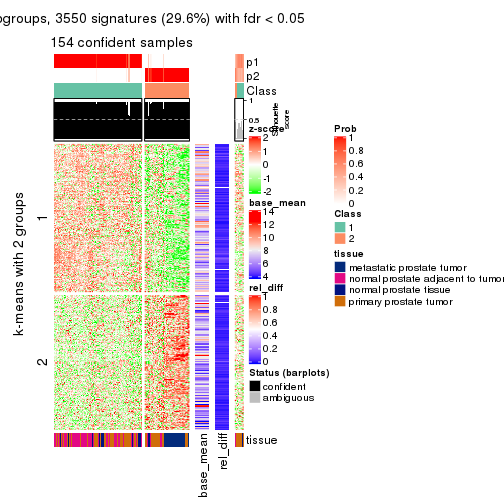 ogroups, 3550 signatures (29.6%) with fdr < 0.05
154 confident samples
p1
p2
Class
1
0.5
0
Silhouette
score
k-means with 2 groups
1
2
z-score
2
1
0
-1
-2
base_mean
14
12
10
8
6
4
rel_diff
1
0.8
0.6
0.4
0.2
0
Status (barplots)
confident
ambiguous
Prob
1
0.8
0.6
0.4
0.2
0
Class
1
2
tissue
metastatic prostate tumor
normal prostate adjacent to tumor
normal prostate tissue
primary prostate tumor
tissue
base_mean
rel_diff